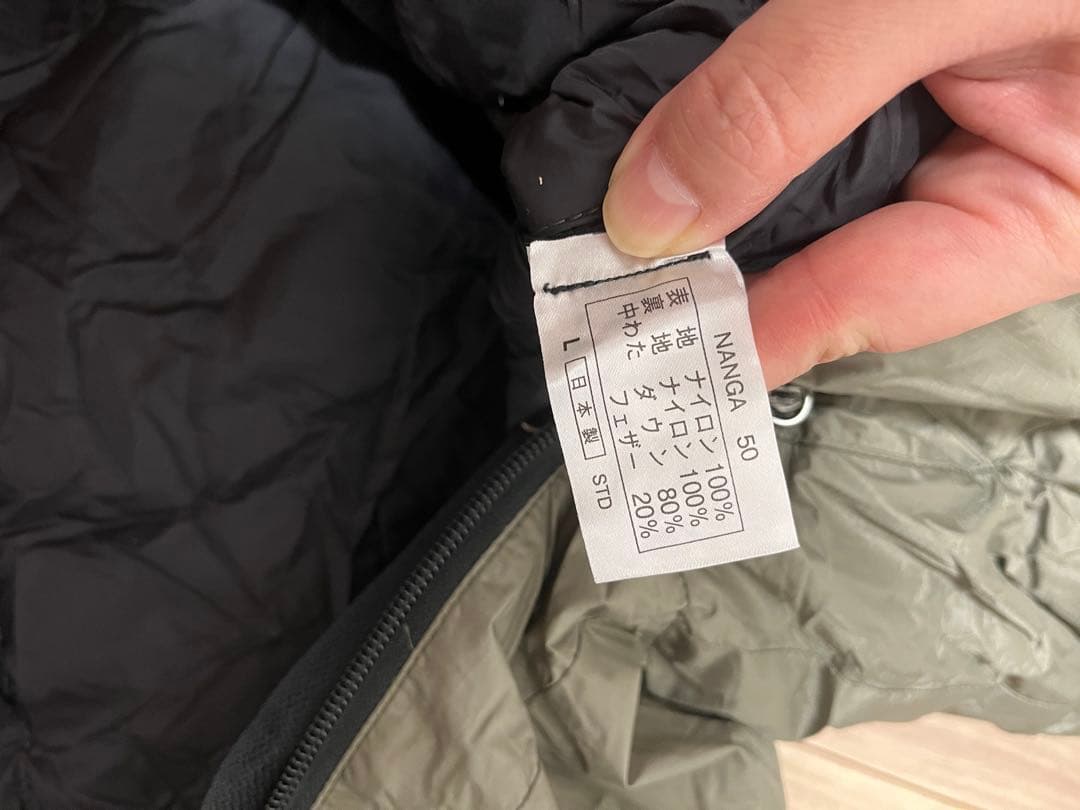 NANGA 50
表地 ナイロン 100%
裏地 ナイロン 100%
中わた ダウン 80%
フェザー 20%
L 日本製 STD